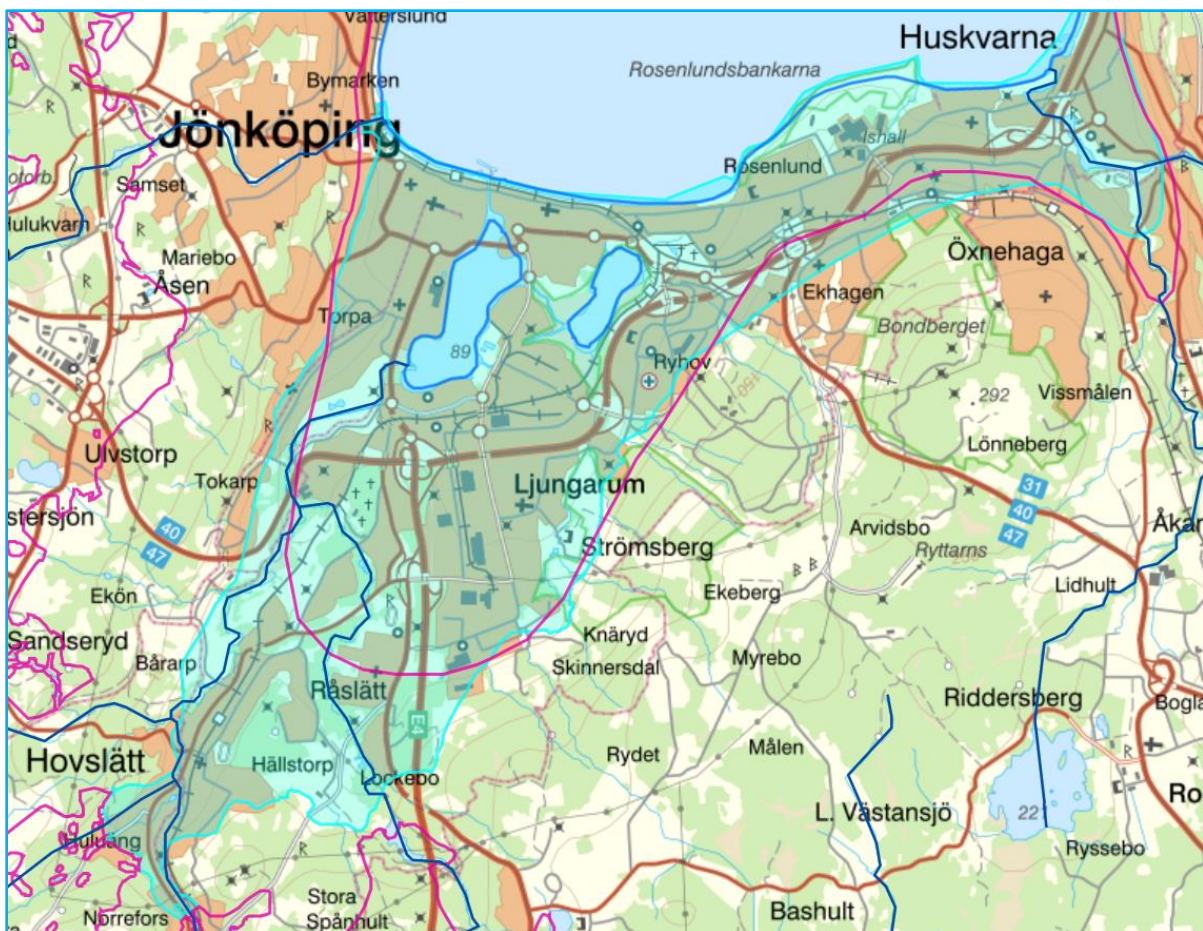 Vätterslund
Huskvarna
Bymarken
Rosenlundsbankarna
Jönköping
Ishall
Rosenlund
otorb.
Samset
Hulukvarn
Mariebo
Åsen
Öxnehaga
Ekhagen
Torpa
Bondberget
89
Ryhov
292
Vissmålen
Ulvstorp
Lönneberg
Tokarp
Ljungarum
31
40
47
stersjön
40
47
Arvidsbo
Åkar
Strömsberg
Ryttarns
Lidhult
Ekön
Ekeberg
Sandseryd
Knäryd
Bårarp
Skinnersdal
Myrebo
Råslätt
Riddersberg
Bogla
E4
Hovslätt
Rydet
Målen
Hällstorp
Lockebo
Ro
L. Västansjö
221
Huluäng
Ryssebo
Stora
Spånhult
Bashult
Norrefors